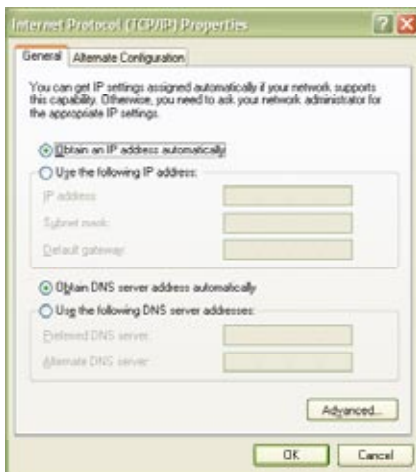 Internet Protocol (TCP/IP) Properties
General
Alternate Configuration
You can get IP settings assigned automatically if your network supports
this capability. Otherwise, you need to ask your network administrator for
the appropriate IP settings.
Obtain an IP address automatically
Use the following IP address:
IP address:
Subnet mask:
Default gateway:
Obtain DNS server address automatically
Use the following DNS server addresses:
Preferred DNS server:
Alternate DNS server:
Advanced...
OK
Cancel